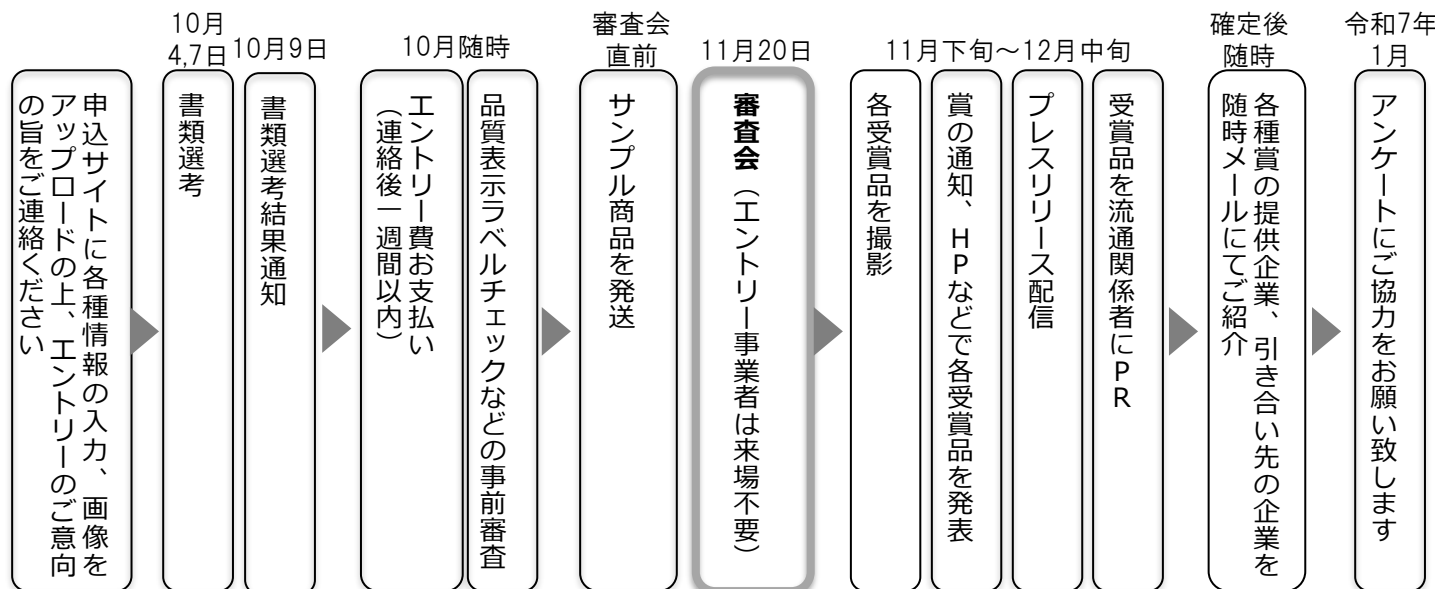 申込サイトに各種情報の入力、画像を
アップロードの上、エントリーのご意向
の旨をご連絡ください
10月
4,7日
書類選考
10月9日
書類選考結果通知
10月随時
エントリー費お支払い
（連絡後一週間以内）
品質表示ラベルチェックなどの事前審査
審査会
直前
サンプル商品を発送
11月20日
審査会（エントリー事業者は来場不要）
11月下旬～12月中旬
各受賞品を撮影
賞の通知、HPなどで各受賞品を発表
プレスリリース配信
受賞品を流通関係者にPR
確定後
随時
各種賞の提供企業、引き合い先の企業を
随時メールにてご紹介
令和7年
1月
アンケートにご協力をお願い致します